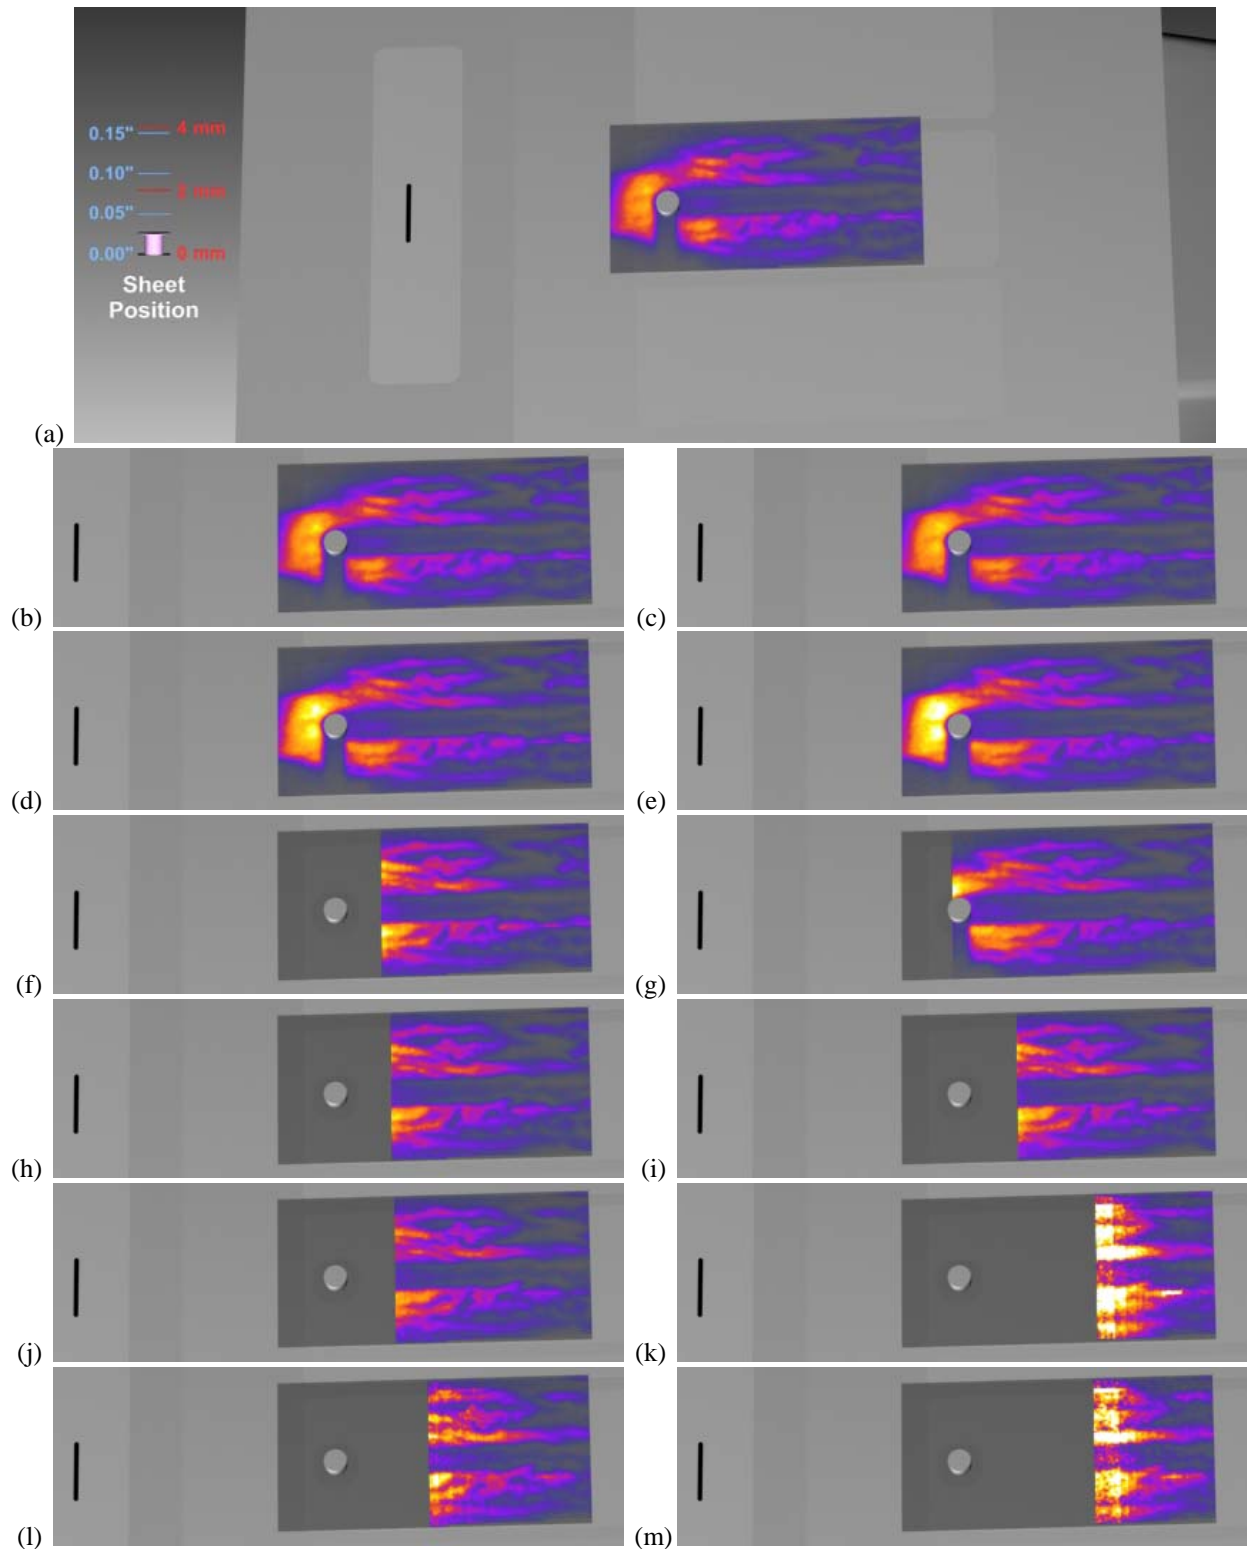 0.15" 4 mm
0.10"
2 mm
0.05"
0.00" 0 mm
Sheet
Position
(a)
(b) (c)
(d) (e)
(f) (g)
(h) (i)
(j) (k)
(l) (m)